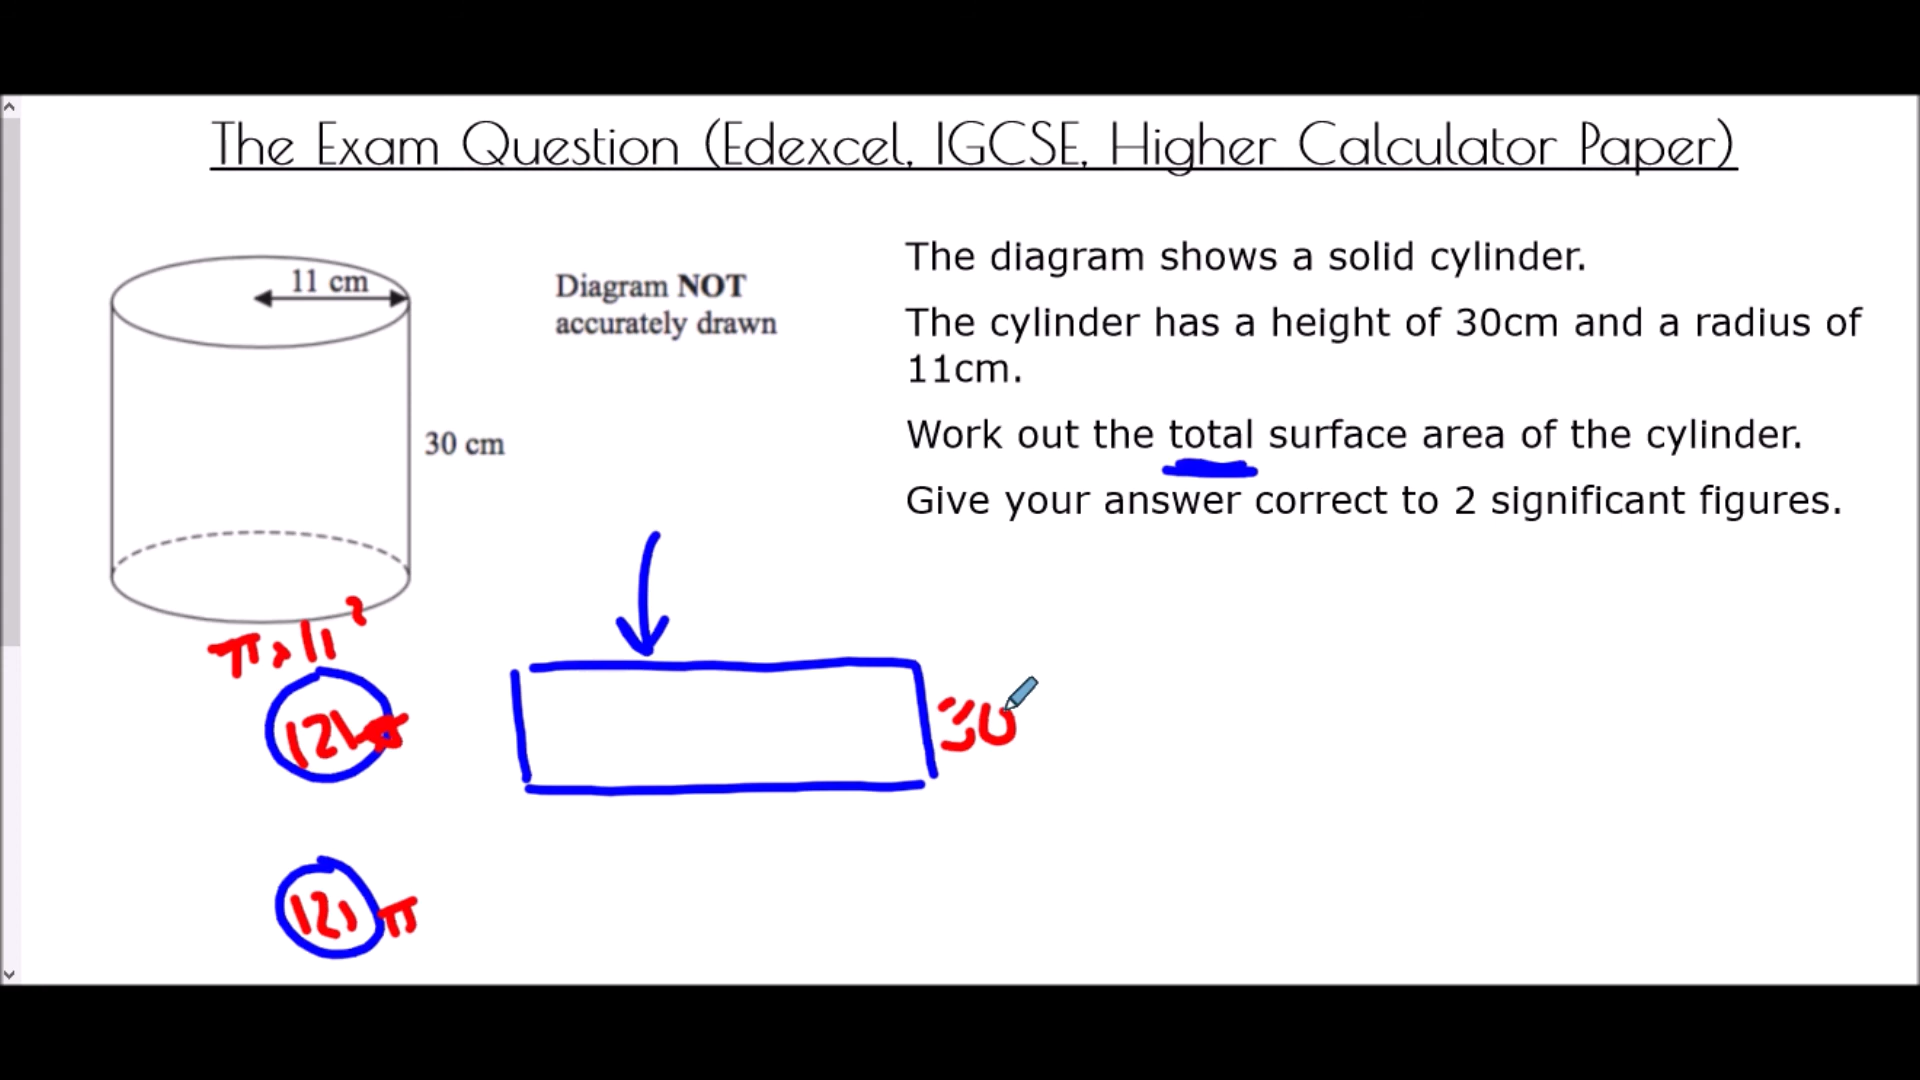 The Exam Question (Edexcel, IGCSE, Higher Calculator Paper)
11 cm
Diagram NOT
accurately drawn
30 cm
The diagram shows a solid cylinder.
The cylinder has a height of 30cm and a radius of
11cm.
Work out the total surface area of the cylinder.
Give your answer correct to 2 significant figures.
π × 11²
121π
30
121 π